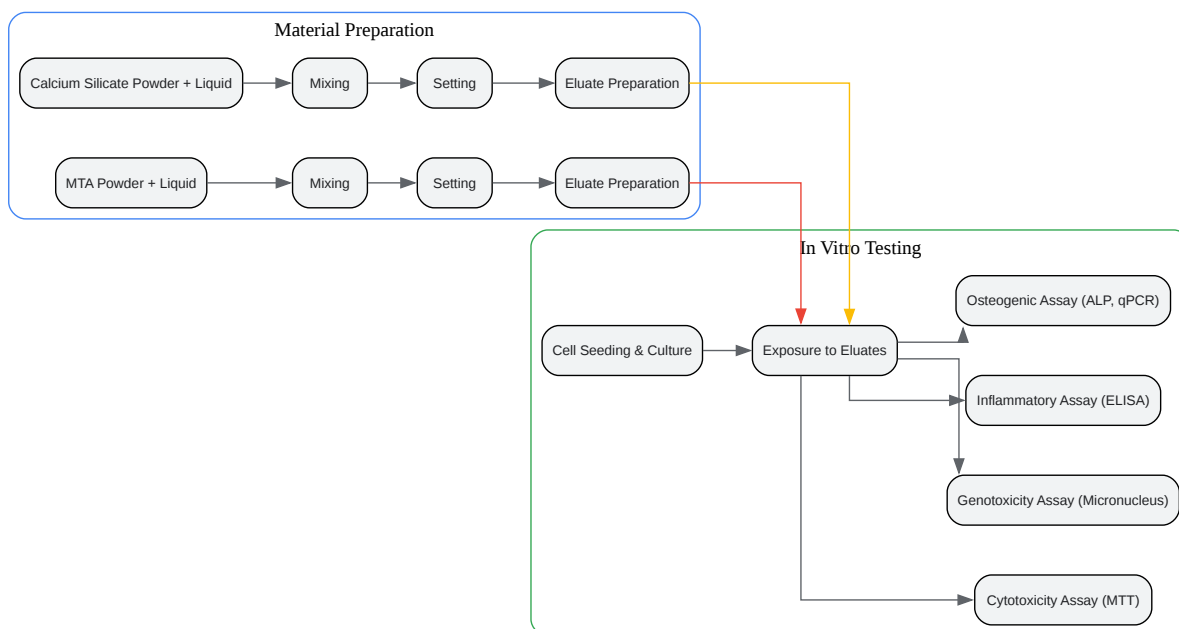 Material Preparation
Calcium Silicate Powder + Liquid
Mixing
Setting
Eluate Preparation
MTA Powder + Liquid
Mixing
Setting
Eluate Preparation
In Vitro Testing
Cell Seeding & Culture
Exposure to Eluates
Osteogenic Assay (ALP, qPCR)
Inflammatory Assay (ELISA)
Genotoxicity Assay (Micronucleus)
Cytotoxicity Assay (MTT)